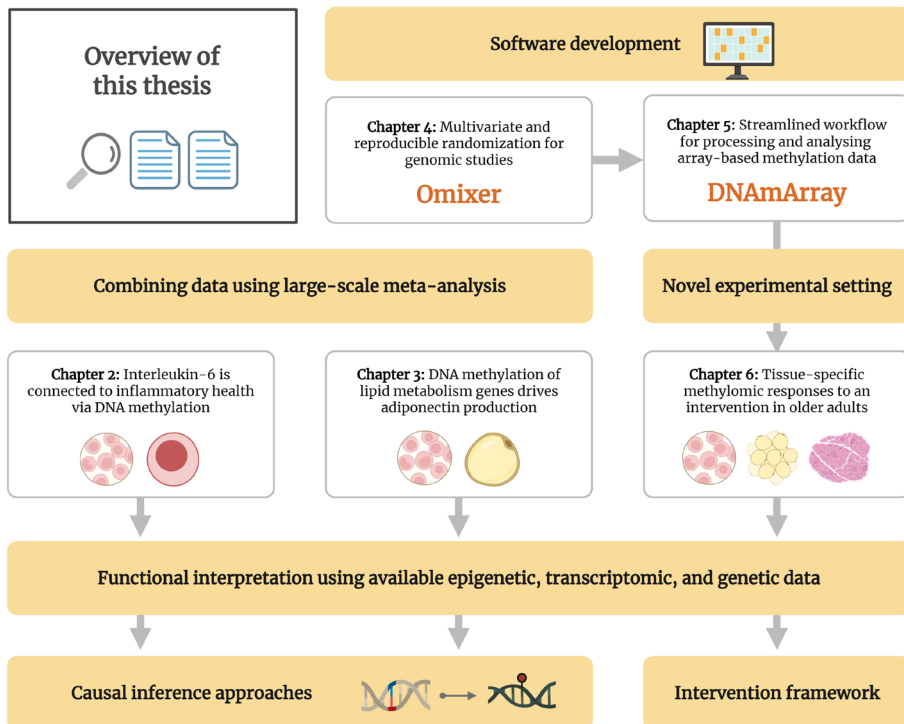 Overview of
this thesis
Software development
Chapter 4: Multivariate and
reproducible randomization for
genomic studies
Omixer
Chapter 5: Streamlined workflow
for processing and analysing
array-based methylation data
DNAmArray
Combining data using large-scale meta-analysis
Novel experimental setting
Chapter 2: Interleukin-6 is
connected to inflammatory health
via DNA methylation
Chapter 3: DNA methylation of
lipid metabolism genes drives
adiponectin production
Chapter 6: Tissue-specific
methylomic responses to an
intervention in older adults
Functional interpretation using available epigenetic, transcriptomic, and genetic data
Causal inference approaches
Intervention framework